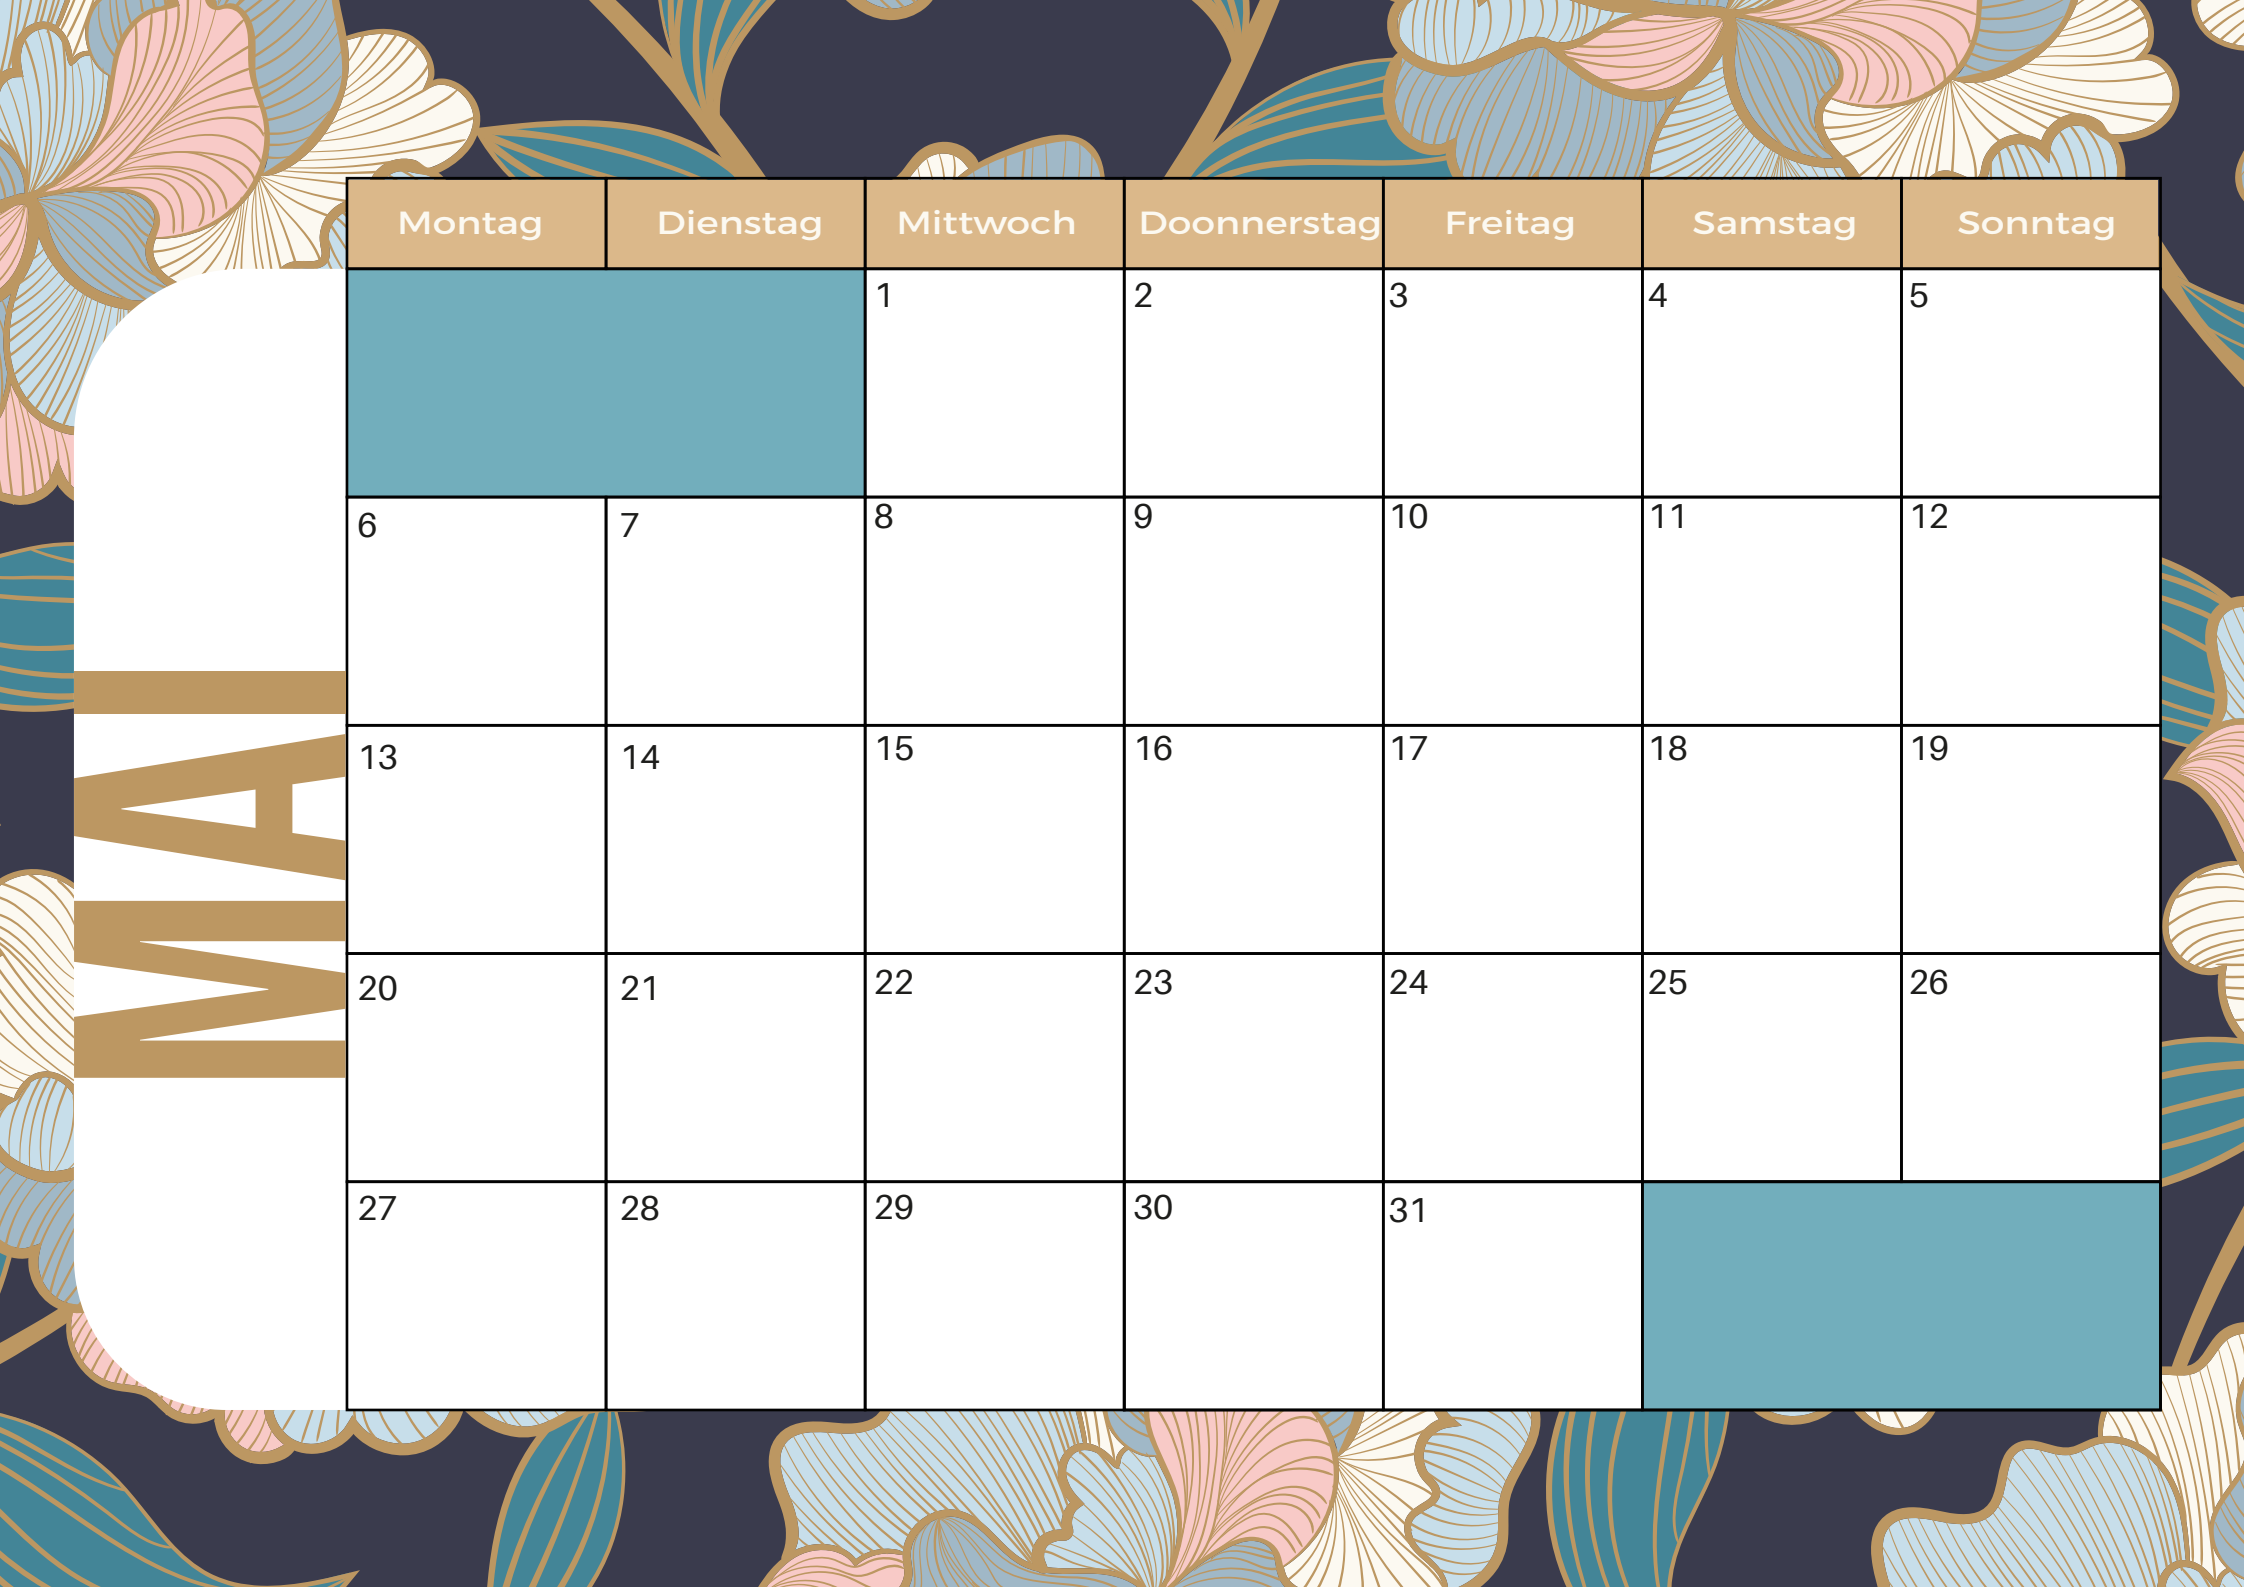 Montag Dienstag Mittwoch Doonnerstag Freitag Samstag Sonntag
MAI
1 2 3 4 5
6 7 8 9 10 11 12
13 14 15 16 17 18 19
20 21 22 23 24 25 26
27 28 29 30 31